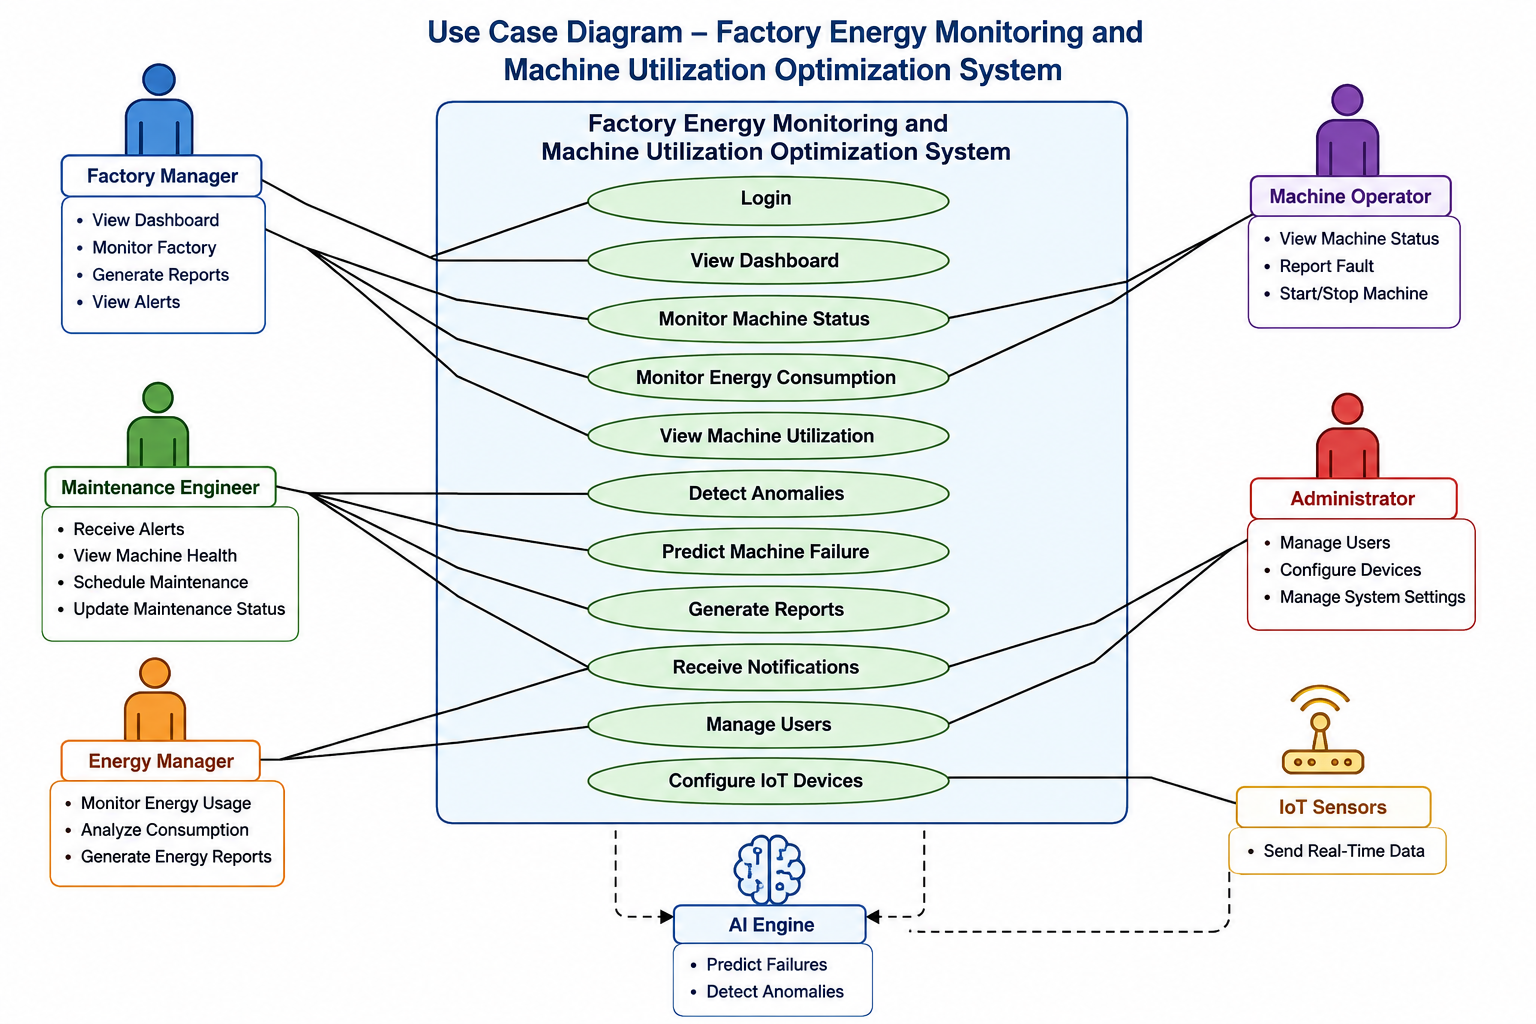 Use Case Diagram – Factory Energy Monitoring and
Machine Utilization Optimization System
Factory Manager
• View Dashboard
• Monitor Factory
• Generate Reports
• View Alerts
Maintenance Engineer
• Receive Alerts
• View Machine Health
• Schedule Maintenance
• Update Maintenance Status
Energy Manager
• Monitor Energy Usage
• Analyze Consumption
• Generate Energy Reports
Factory Energy Monitoring and
Machine Utilization Optimization System
Login
View Dashboard
Monitor Machine Status
Monitor Energy Consumption
View Machine Utilization
Detect Anomalies
Predict Machine Failure
Generate Reports
Receive Notifications
Manage Users
Configure IoT Devices
AI Engine
• Predict Failures
• Detect Anomalies
Machine Operator
• View Machine Status
• Report Fault
• Start/Stop Machine
Administrator
• Manage Users
• Configure Devices
• Manage System Settings
IoT Sensors
• Send Real-Time Data